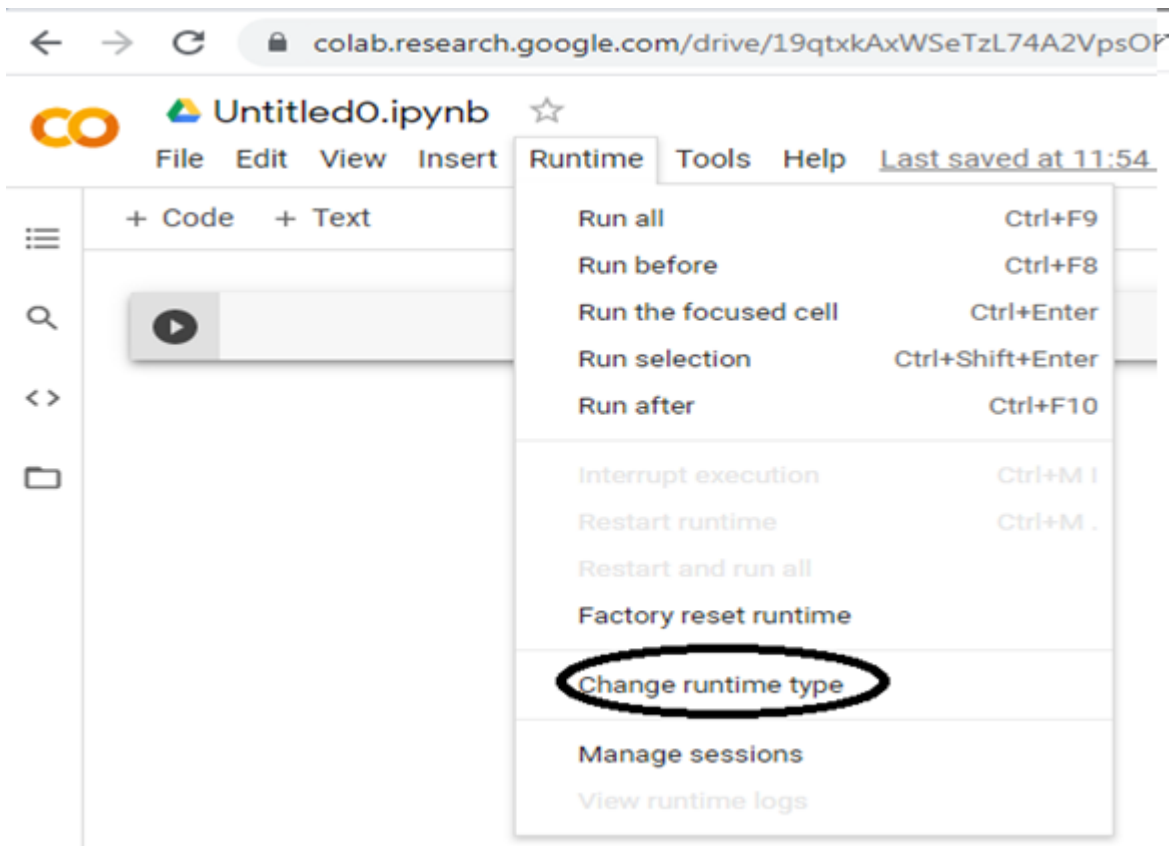 colab.research.google.com/drive/19qtxkAxWSeTzL74A2VpsOh
Untitled0.ipynb
File Edit View Insert Runtime Tools Help Last saved at 11:54
+ Code + Text
Run all Ctrl+F9
Run before Ctrl+F8
Run the focused cell Ctrl+Enter
Run selection Ctrl+Shift+Enter
Run after Ctrl+F10
Interrupt execution Ctrl+M I
Restart runtime Ctrl+M .
Restart and run all
Factory reset runtime
Change runtime type
Manage sessions
View runtime logs